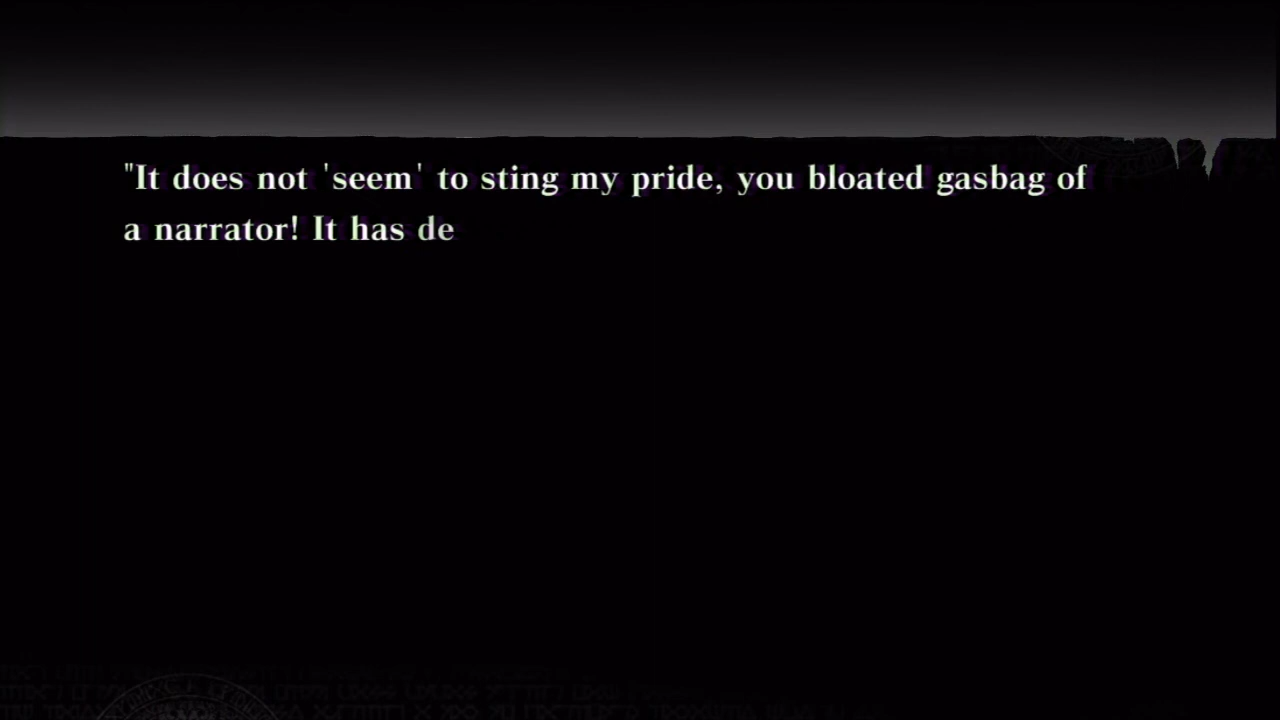 "It does not 'seem' to sting my pride, you bloated gasbag of
a narrator! It has de